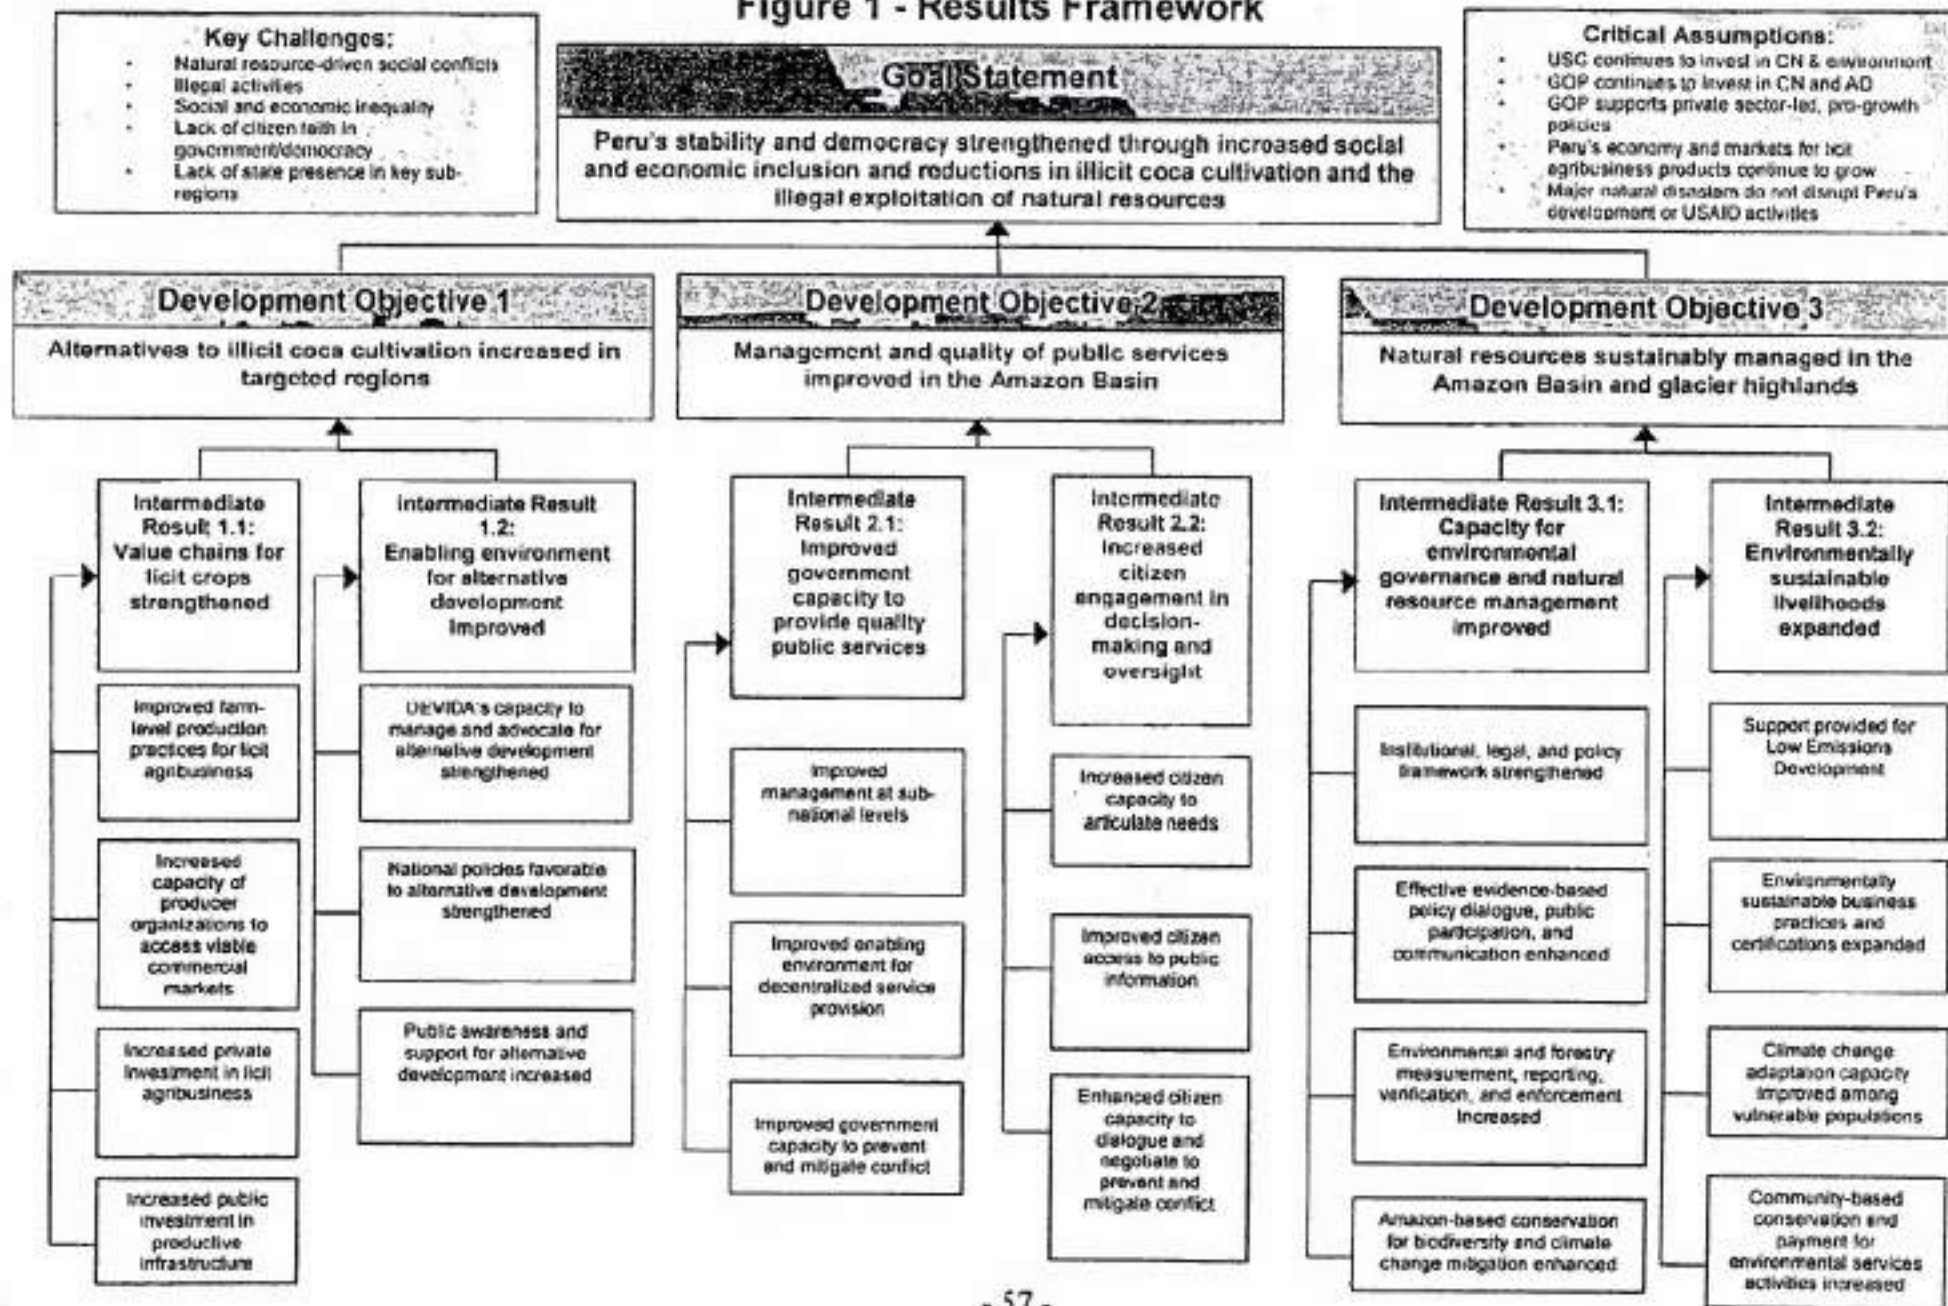 Figure 1 - Results Framework
Key Challenges:
• Natural resource-driven social conflicts
• Illegal activities
• Social and economic inequality
• Lack of citizen faith in
government/democracy
• Lack of state presence in key sub-
regions
Goal Statement
Peru's stability and democracy strengthened through increased social
and economic inclusion and reductions in illicit coca cultivation and the
illegal exploitation of natural resources
Critical Assumptions:
• USG continues to invest in CN & environment
• GOP continues to invest in CN and AD
• GOP supports private sector-led, pro-growth
policies
• Peru's economy and markets for licit
agribusiness products continue to grow
• Major natural disasters do not disrupt Peru's
development or USAID activities
Development Objective 1
Alternatives to illicit coca cultivation increased in
targeted regions
Intermediate
Result 1.1:
Value chains for
licit crops
strengthened
Improved farm-
level production
practices for licit
agribusiness
Increased
capacity of
producer
organizations to
access viable
commercial
markets
Increased private
investment in licit
agribusiness
Increased public
investment in
productive
infrastructure
Intermediate Result
1.2:
Enabling environment
for alternative
development
improved
DEVIDA's capacity to
manage and advocate for
alternative development
strengthened
National policies favorable
to alternative development
strengthened
Public awareness and
support for alternative
development increased
Development Objective 2
Management and quality of public services
improved in the Amazon Basin
Intermediate
Result 2.1:
Improved
government
capacity to
provide quality
public services
Improved
management at sub-
national levels
Improved enabling
environment for
decentralized service
provision
Improved government
capacity to prevent
and mitigate conflict
Intermediate
Result 2.2:
Increased
citizen
engagement in
decision-
making and
oversight
Increased citizen
capacity to
articulate needs
Improved citizen
access to public
information
Enhanced citizen
capacity to
dialogue and
negotiate to
prevent and
mitigate conflict
Development Objective 3
Natural resources sustainably managed in the
Amazon Basin and glacier highlands
Intermediate Result 3.1:
Capacity for
environmental
governance and natural
resource management
improved
Institutional, legal, and policy
framework strengthened
Effective evidence-based
policy dialogue, public
participation, and
communication enhanced
Environmental and forestry
measurement, reporting,
verification, and enforcement
increased
Amazon-based conservation
for biodiversity and climate
change mitigation enhanced
Intermediate
Result 3.2:
Environmentally
sustainable
livelihoods
expanded
Support provided for
Low Emissions
Development
Environmentally
sustainable business
practices and
certifications expanded
Climate change
adaptation capacity
improved among
vulnerable populations
Community-based
conservation and
payment for
environmental services
activities increased
- 57 -